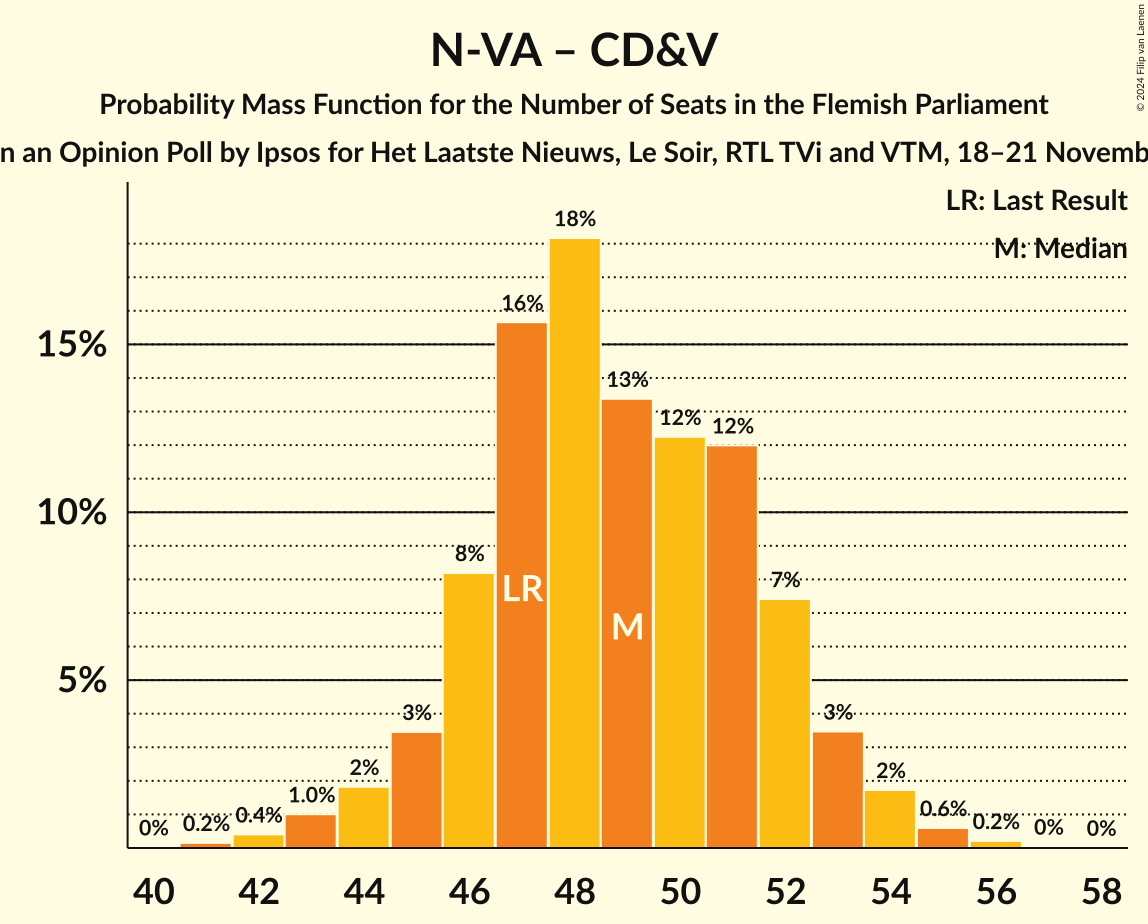 N-VA – CD&V
Probability Mass Function for the Number of Seats in the Flemish Parliament
n an Opinion Poll by Ipsos for Het Laatste Nieuws, Le Soir, RTL TVi and VTM, 18–21 Novemb
© 2024 Filip van Laenen
LR: Last Result
M: Median
18%
16%
15%
13%
12%
12%
10%
8%
LR
7%
M
5%
3%
3%
2%
2%
1.0%
0.6%
0.4%
0.2%
0.2%
0%
0%
0%
40 42 44 46 48 50 52 54 56 58